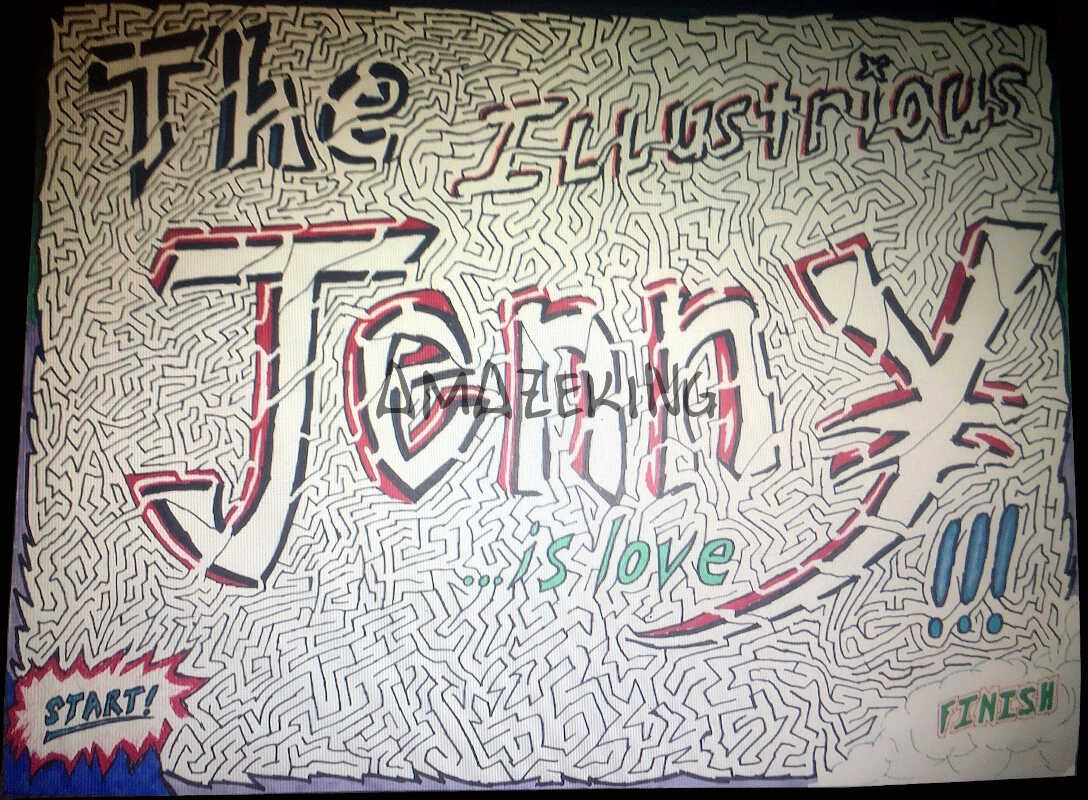 The Illustrious
Jenny
AMAZEKING
...is love
!!!
START!
FINISH